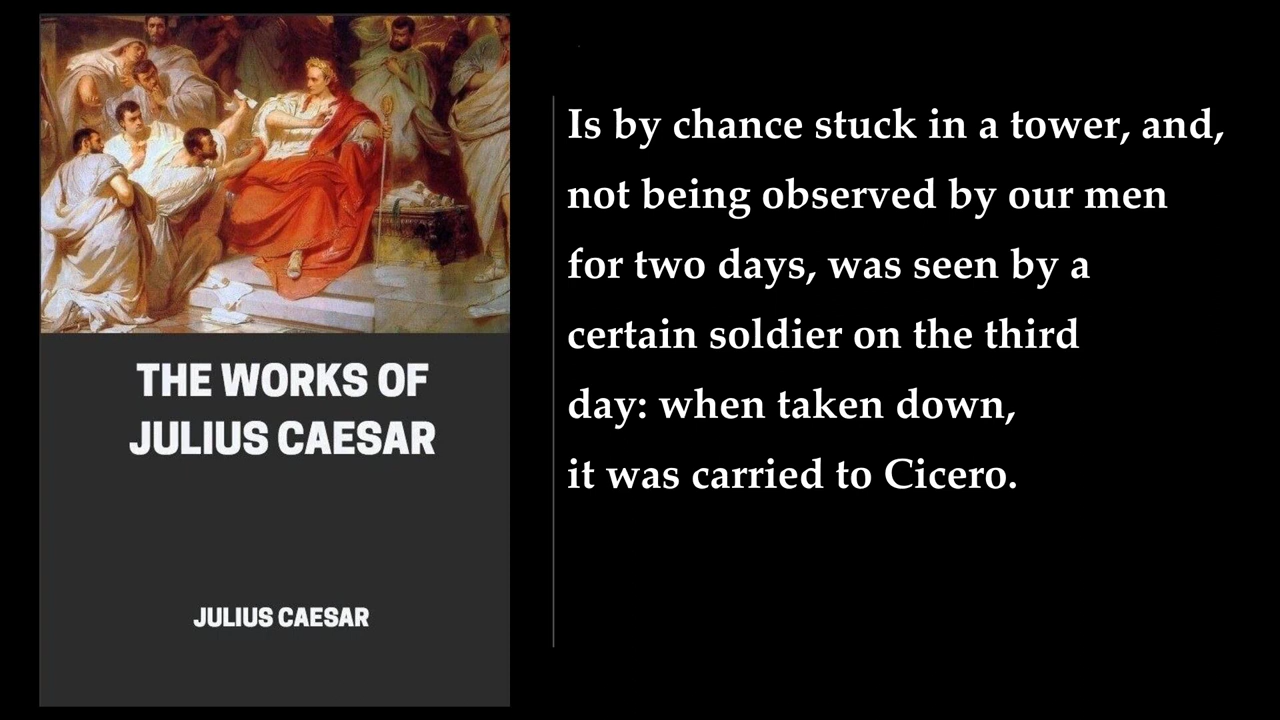 THE WORKS OF
JULIUS CAESAR
JULIUS CAESAR
Is by chance stuck in a tower, and,
not being observed by our men
for two days, was seen by a
certain soldier on the third
day: when taken down,
it was carried to Cicero.